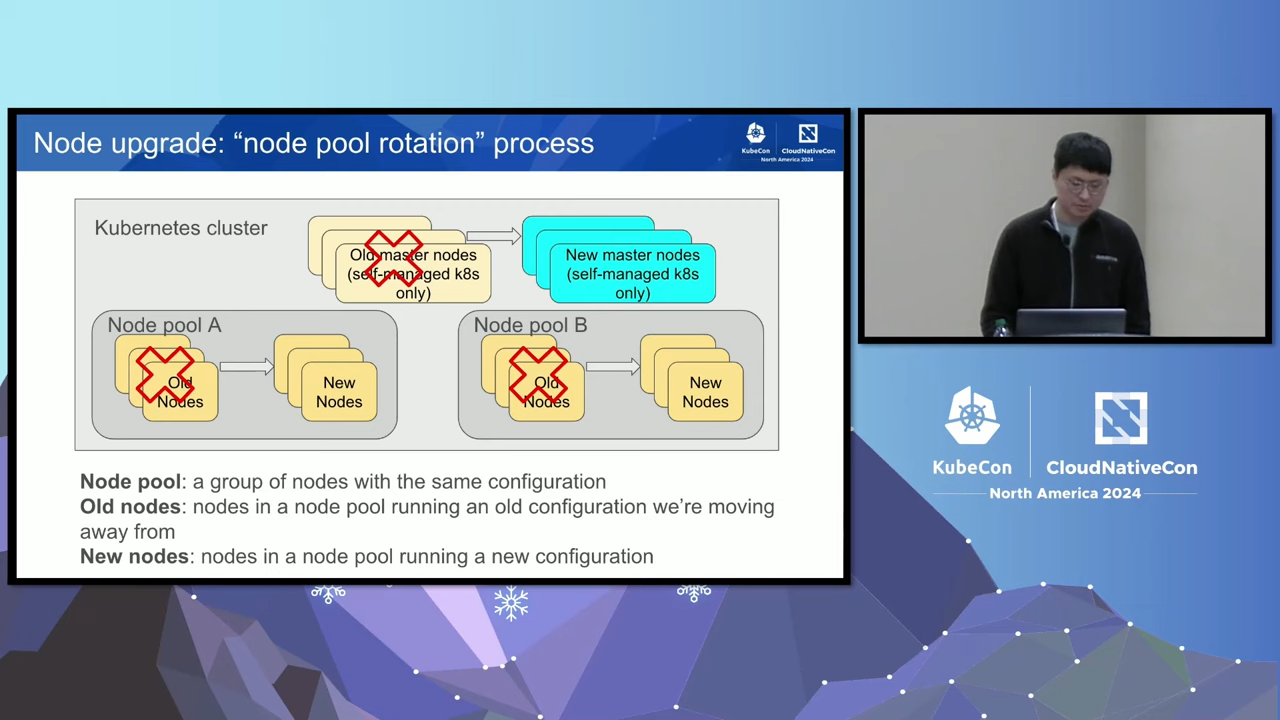 Node upgrade: “node pool rotation” process
KubeCon
CloudNativeCon
North America 2024
Kubernetes cluster
Old master nodes
(self-managed k8s
only)
New master nodes
(self-managed k8s
only)
Node pool A
Old
Nodes
New
Nodes
Node pool B
Old
Nodes
New
Nodes
Node pool: a group of nodes with the same configuration
Old nodes: nodes in a node pool running an old configuration we’re moving
away from
New nodes: nodes in a node pool running a new configuration
KubeCon
CloudNativeCon
North America 2024